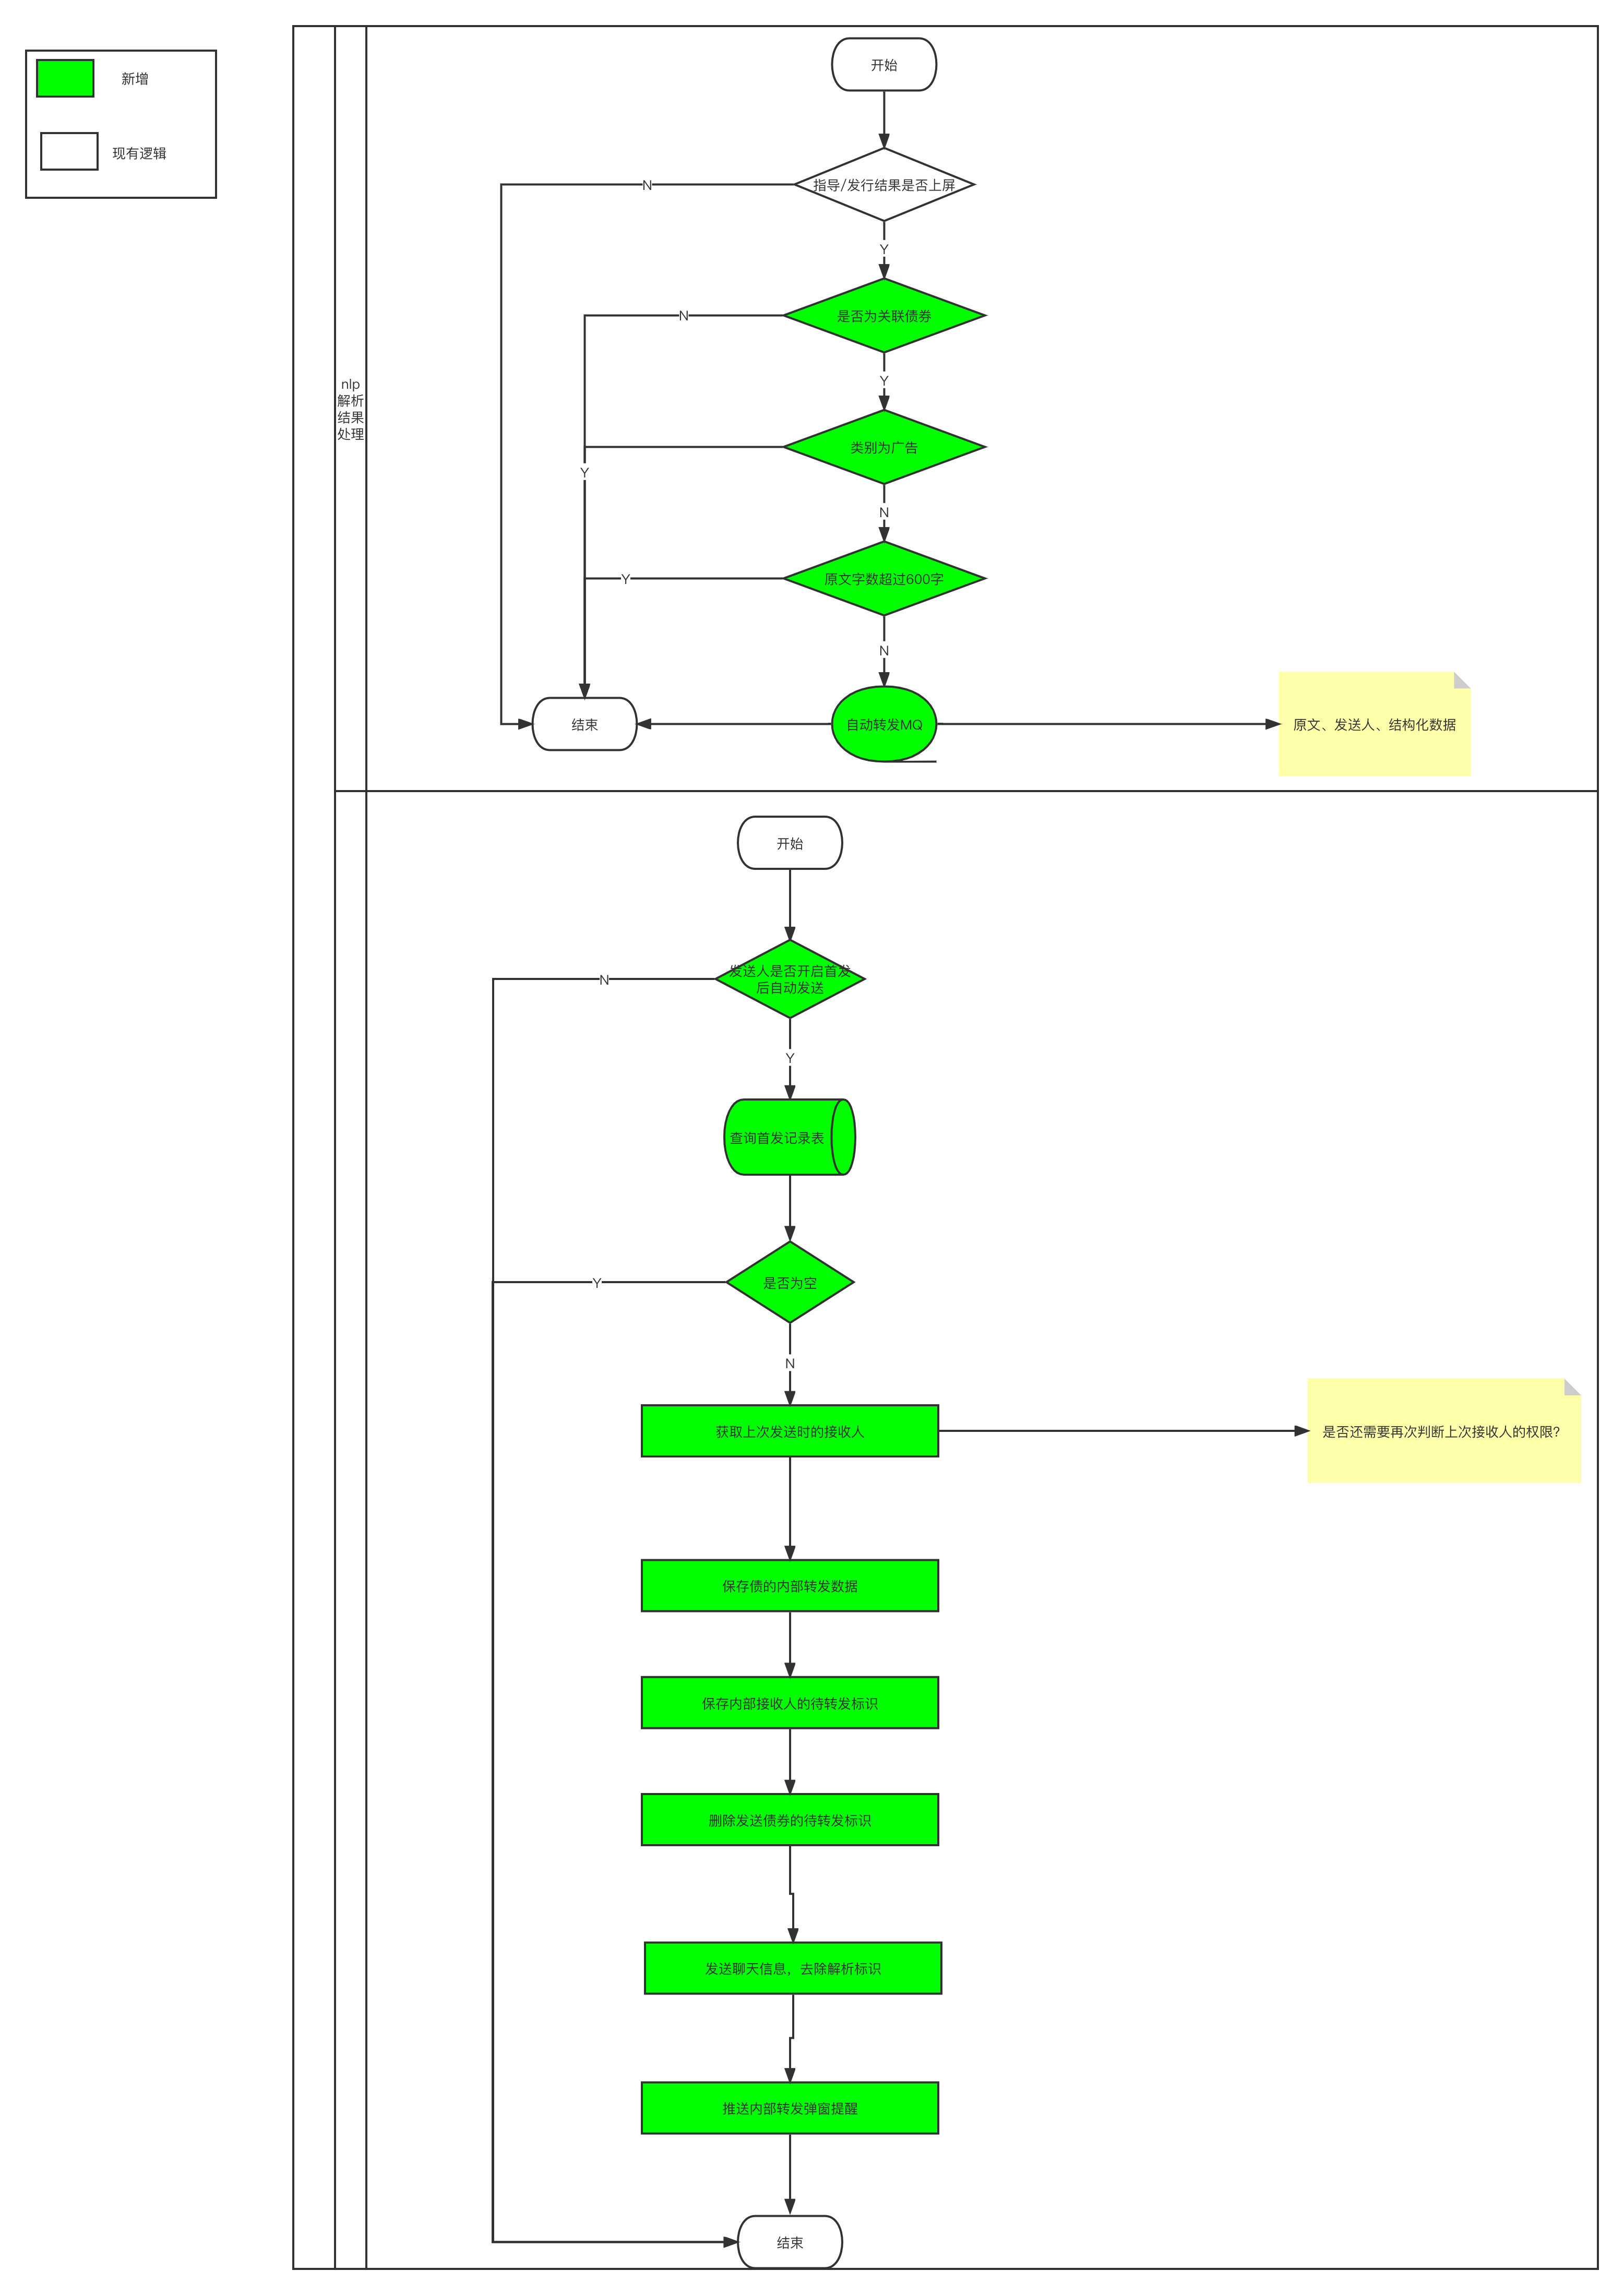 新增
现有逻辑
nlp
解析
结果
处理
开始
指导/发行结果是否上屏
N
Y
是否为关联债券
N
Y
类别为广告
Y
N
原文字数超过600字
Y
N
结束
自动转发MQ
原文、发送人、结构化数据
开始
发送人是否开启首发
后自动发送
N
Y
查询首发记录表
是否为空
Y
N
获取上次发送时的接收人
是否还需要再次判断上次接收人的权限?
保存债的内部转发数据
保存内部接收人的待转发标识
删除发送债券的待转发标识
发送聊天信息，去除解析标识
推送内部转发弹窗提醒
结束